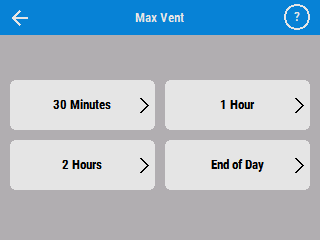 Max Vent
?
30 Minutes
1 Hour
2 Hours
End of Day